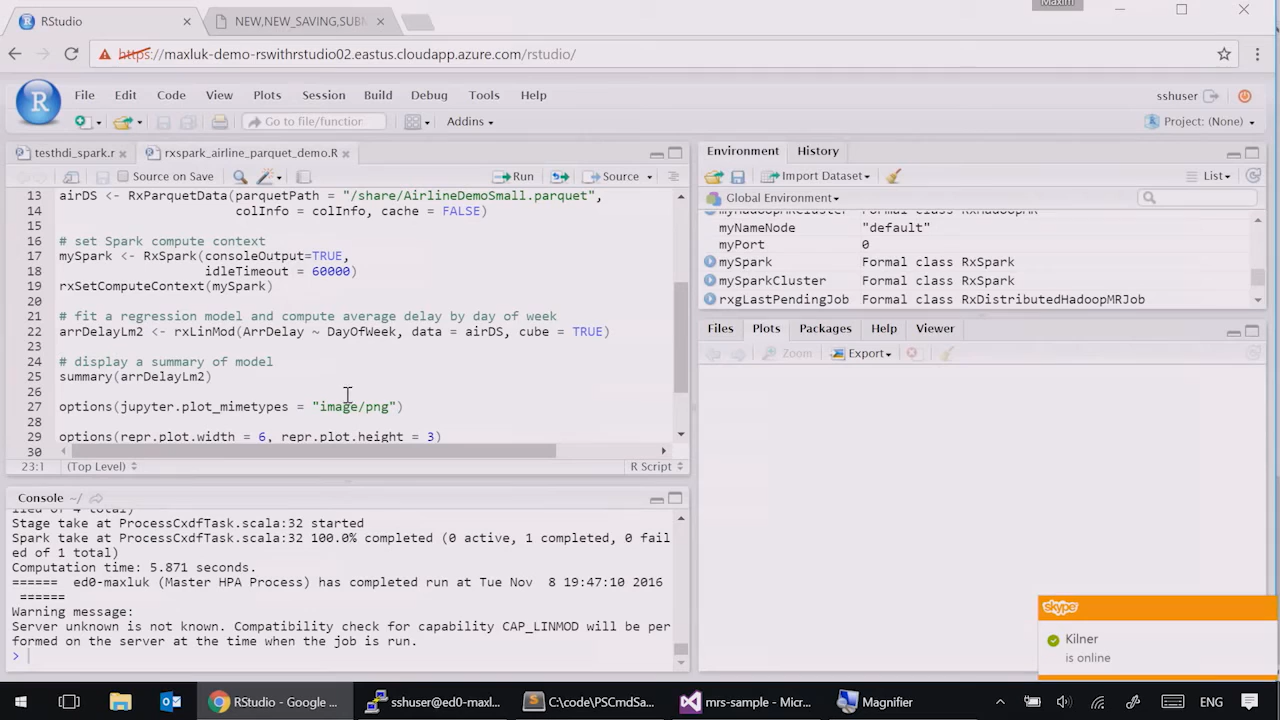 Maxim
RStudio
NEW,NEW_SAVING,SUBM
https://maxluk-demo-rswithrstudio02.eastus.cloudapp.azure.com/rstudio/
R
File Edit Code View Plots Session Build Debug Tools Help
sshuser
Go to file/function
Addins
Project: (None)
testhdi_spark.r
rxspark_airline_parquet_demo.R
Source on Save
Run
Source
13 airDS <- RxParquetData(parquetPath = "/share/AirlineDemoSmall.parquet",
14 colInfo = colInfo, cache = FALSE)
15
16 # set Spark compute context
17 mySpark <- RxSpark(consoleOutput=TRUE,
18 idleTimeout = 60000)
19 rxSetComputeContext(mySpark)
20
21 # fit a regression model and compute average delay by day of week
22 arrDelayLm2 <- rxLinMod(ArrDelay ~ DayOfWeek, data = airDS, cube = TRUE)
23
24 # display a summary of model
25 summary(arrDelayLm2)
26
27 options(jupyter.plot_mimetypes = "image/png")
28
29 options(repr.plot.width = 6, repr.plot.height = 3)
30
23:1 (Top Level) R Script
Console ~/
iled of 4 total)
Stage take at ProcessCxdfTask.scala:32 started
Spark take at ProcessCxdfTask.scala:32 100.0% completed (0 active, 1 completed, 0 fail
ed of 1 total)
Computation time: 5.871 seconds.
====== ed0-maxluk (Master HPA Process) has completed run at Tue Nov  8 19:47:10 2016
======
Warning message:
Server unknown is not known. Compatibility Check for capability CAP_LINMOD will be per
formed on the server at the time when the job is run.
>
Environment History
Import Dataset
List
Global Environment
myHadoopMRCluster Formal class RxHadoopMR
myNameNode "default"
myPort 0
mySpark Formal class RxSpark
mySparkCluster Formal class RxSpark
rxgLastPendingJob Formal class RxDistributedHadoopMRJob
Files Plots Packages Help Viewer
Zoom Export
skype
Kilner
is online
RStudio - Google ...
sshuser@ed0-maxl...
C:\code\PSCmdSa...
mrs-sample - Micr...
Magnifier
ENG